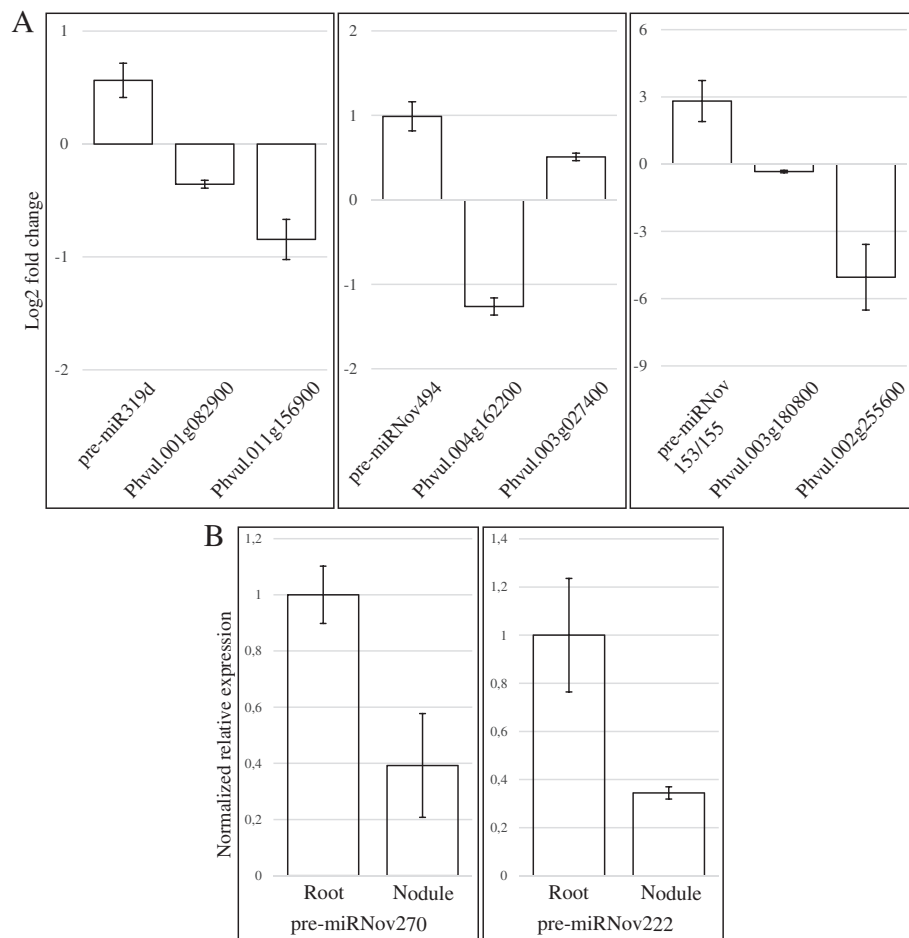 A
Log2 fold change
1
0
-1
-2
pre-miR319d
Phvul.001g082900
Phvul.011g156900
2
1
0
-1
-2
pre-miRNov494
Phvul.004g162200
Phvul.003g027400
6
3
0
-3
-6
-9
pre-miRNov
153/155
Phvul.003g180800
Phvul.002g255600
B
Normalized relative expression
1,2
1
0,8
0,6
0,4
0,2
0
Root
Nodule
pre-miRNov270
1,4
1,2
1
0,8
0,6
0,4
0,2
0
Root
Nodule
pre-miRNov222